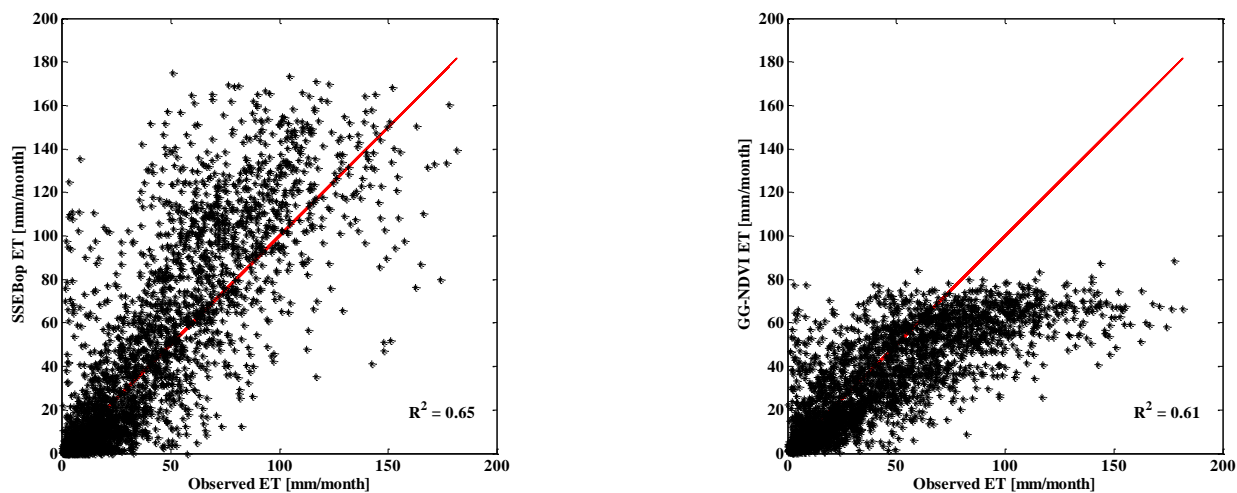 200
180
160
140
120
100
80
60
40
20
0
0 50 100 150 200
SSEBop ET [mm/month]
Observed ET [mm/month]
R² = 0.65
200
180
160
140
120
100
80
60
40
20
0
0 50 100 150 200
GG-NDVI ET [mm/month]
Observed ET [mm/month]
R² = 0.61